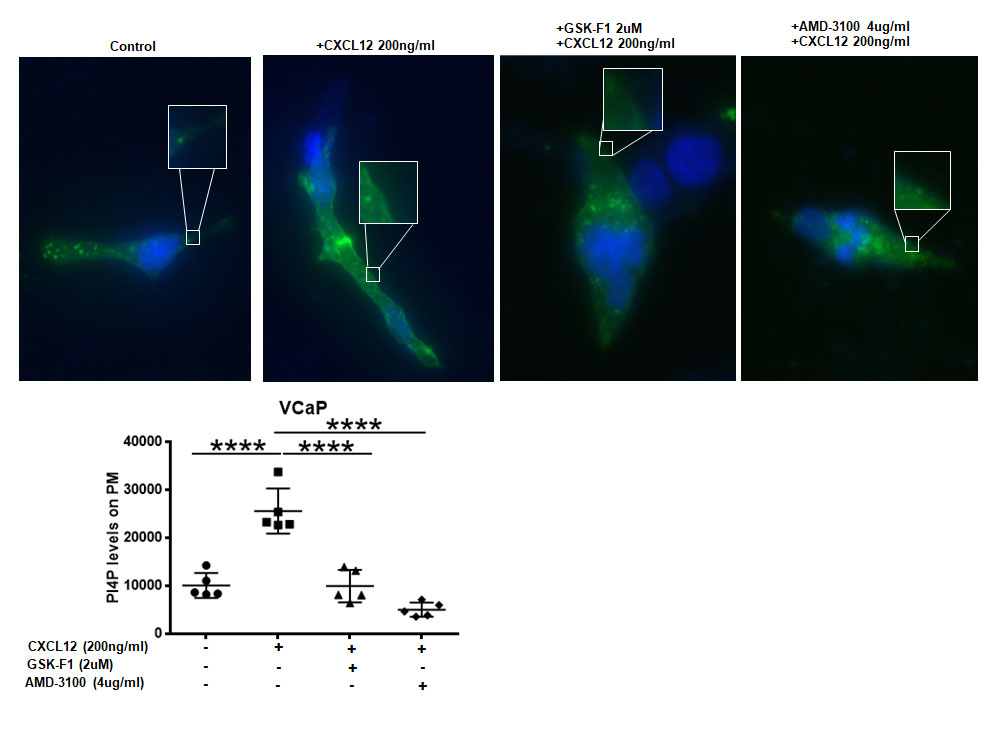 Control
+CXCL12 200ng/ml
+GSK-F1 2uM
+CXCL12 200ng/ml
+AMD-3100 4ug/ml
+CXCL12 200ng/ml
VCaP
****
**** ****
PI4P levels on PM
40000
30000
20000
10000
0
CXCL12 (200ng/ml) - + + +
GSK-F1 (2uM) - - + -
AMD-3100 (4ug/ml) - - - +